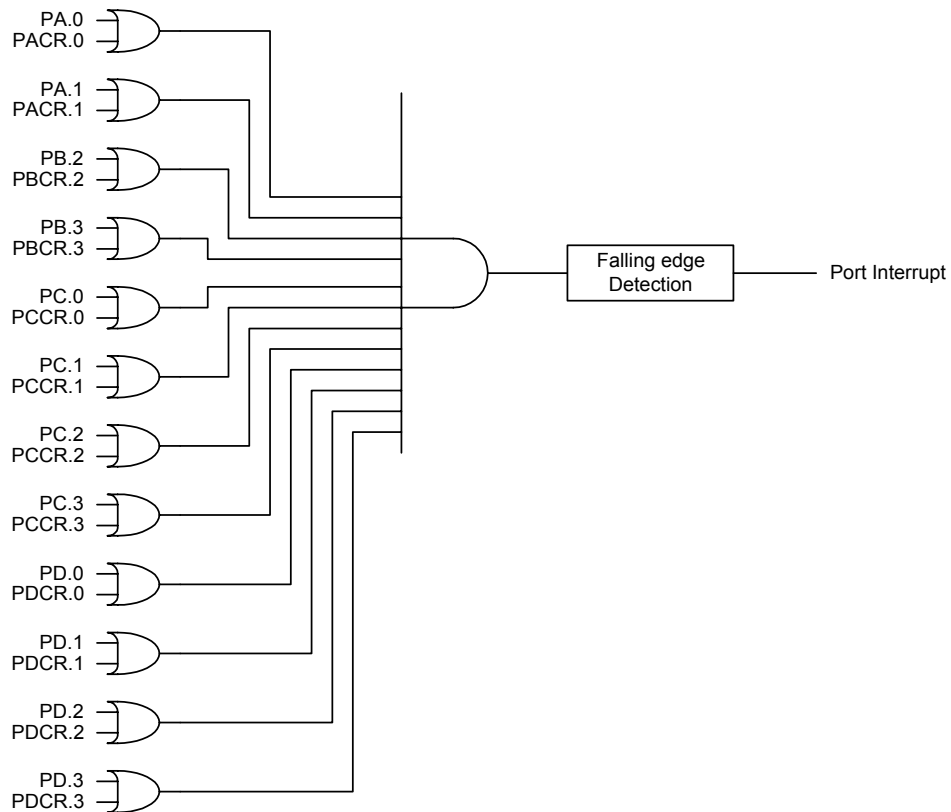 PA.0
PACR.0
PA.1
PACR.1
PB.2
PBCR.2
PB.3
PBCR.3
PC.0
PCCR.0
PC.1
PCCR.1
PC.2
PCCR.2
PC.3
PCCR.3
PD.0
PDCR.0
PD.1
PDCR.1
PD.2
PDCR.2
PD.3
PDCR.3
Falling edge
Detection
Port Interrupt